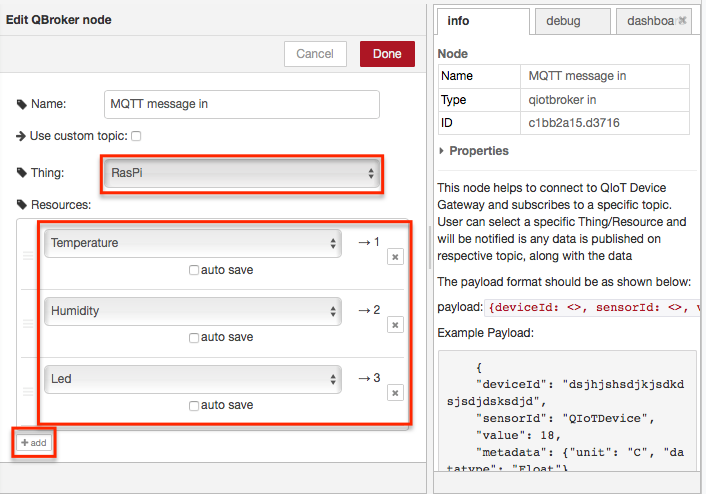 Edit QBroker node
Cancel
Done
Name:
MQTT message in
Use custom topic:
Thing:
RasPi
Resources:
Temperature
→ 1
auto save
Humidity
→ 2
auto save
Led
→ 3
auto save
+ add
info
debug
dashboa
Node
Name MQTT message in
Type qiotbroker in
ID c1bb2a15.d3716
Properties
This node helps to connect to QIoT Device
Gateway and subscribes to a specific topic.
User can select a specific Thing/Resource and
will be notified is any data is published on
respective topic, along with the data
The payload format should be as shown below:
payload: {deviceId: <>, sensorId: <>, v
Example Payload:
{
"deviceId": "dsjhjshsdjkjsdkd
sjsdjdsksdjd",
"sensorId": "QIoTDevice",
"value": 18,
"metadata": {"unit": "C", "da
tatype": "Float"}